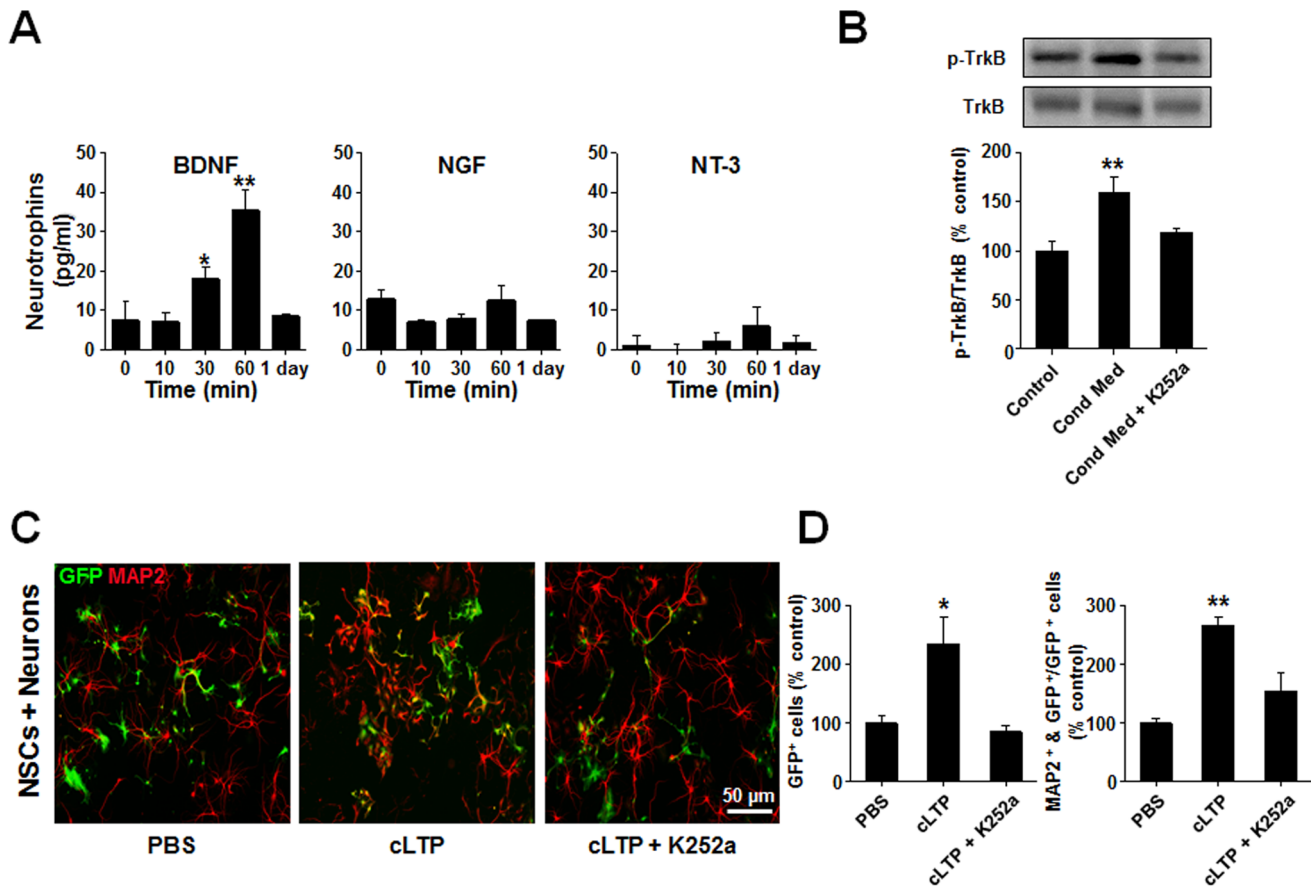 A
BDNF
NGF
NT-3
Neurotrophins
(pg/ml)
50
40
30
20
10
0
*
**
0 10 30 60 1 day
Time (min)
50
40
30
20
10
0
0 10 30 60 1 day
Time (min)
50
40
30
20
10
0
0 10 30 60 1 day
Time (min)
B
p-TrkB
TrkB
p-TrkB/TrkB (% control)
200
150
100
50
0
**
Control
Cond Med
Cond Med + K252a
C
NSCs + Neurons
GFP MAP2
50 µm
PBS
cLTP
cLTP + K252a
D
GFP+ cells (% control)
300
200
100
0
*
PBS
cLTP
cLTP + K252a
MAP2+ & GFP+/GFP+ cells
(% control)
300
200
100
0
**
PBS
cLTP
cLTP + K252a